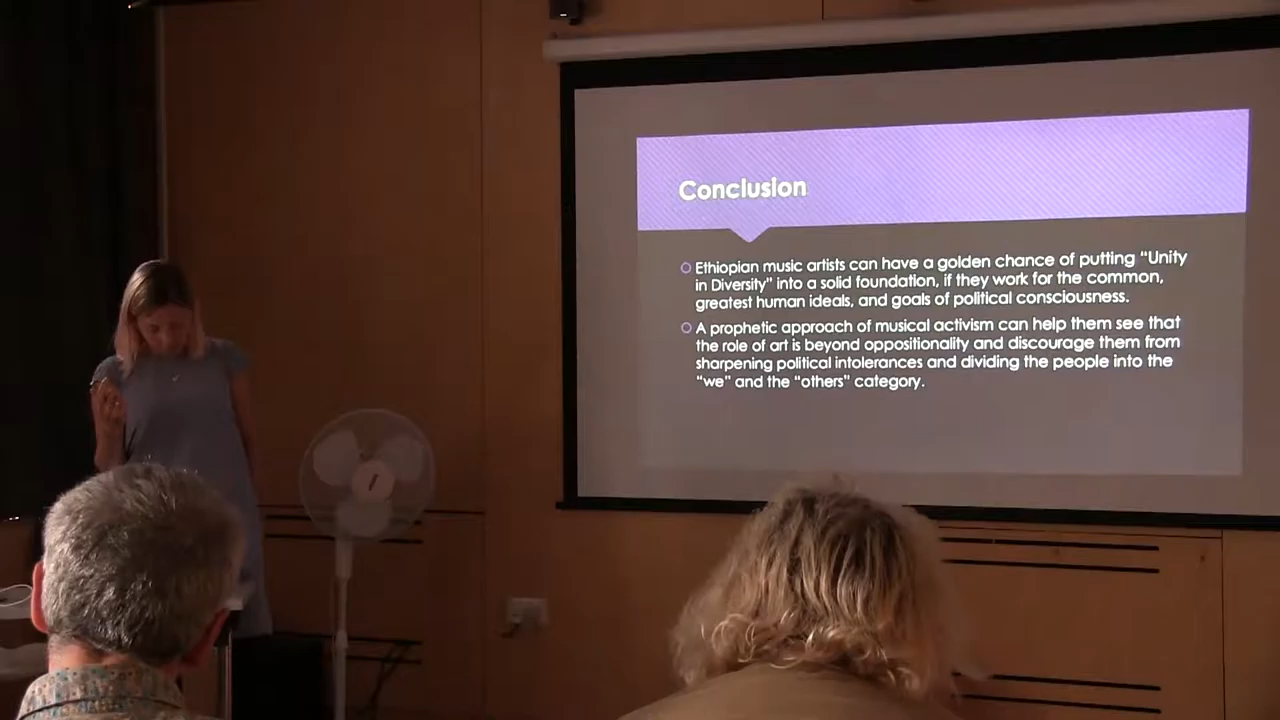 Conclusion
Ethiopian music artists can have a golden chance of putting “Unity
in Diversity” into a solid foundation, if they work for the common,
greatest human ideals, and goals of political consciousness.
A prophetic approach of musical activism can help them see that
the role of art is beyond oppositionality and discourage them from
sharpening political intolerances and dividing the people into the
“we” and the “others” category.